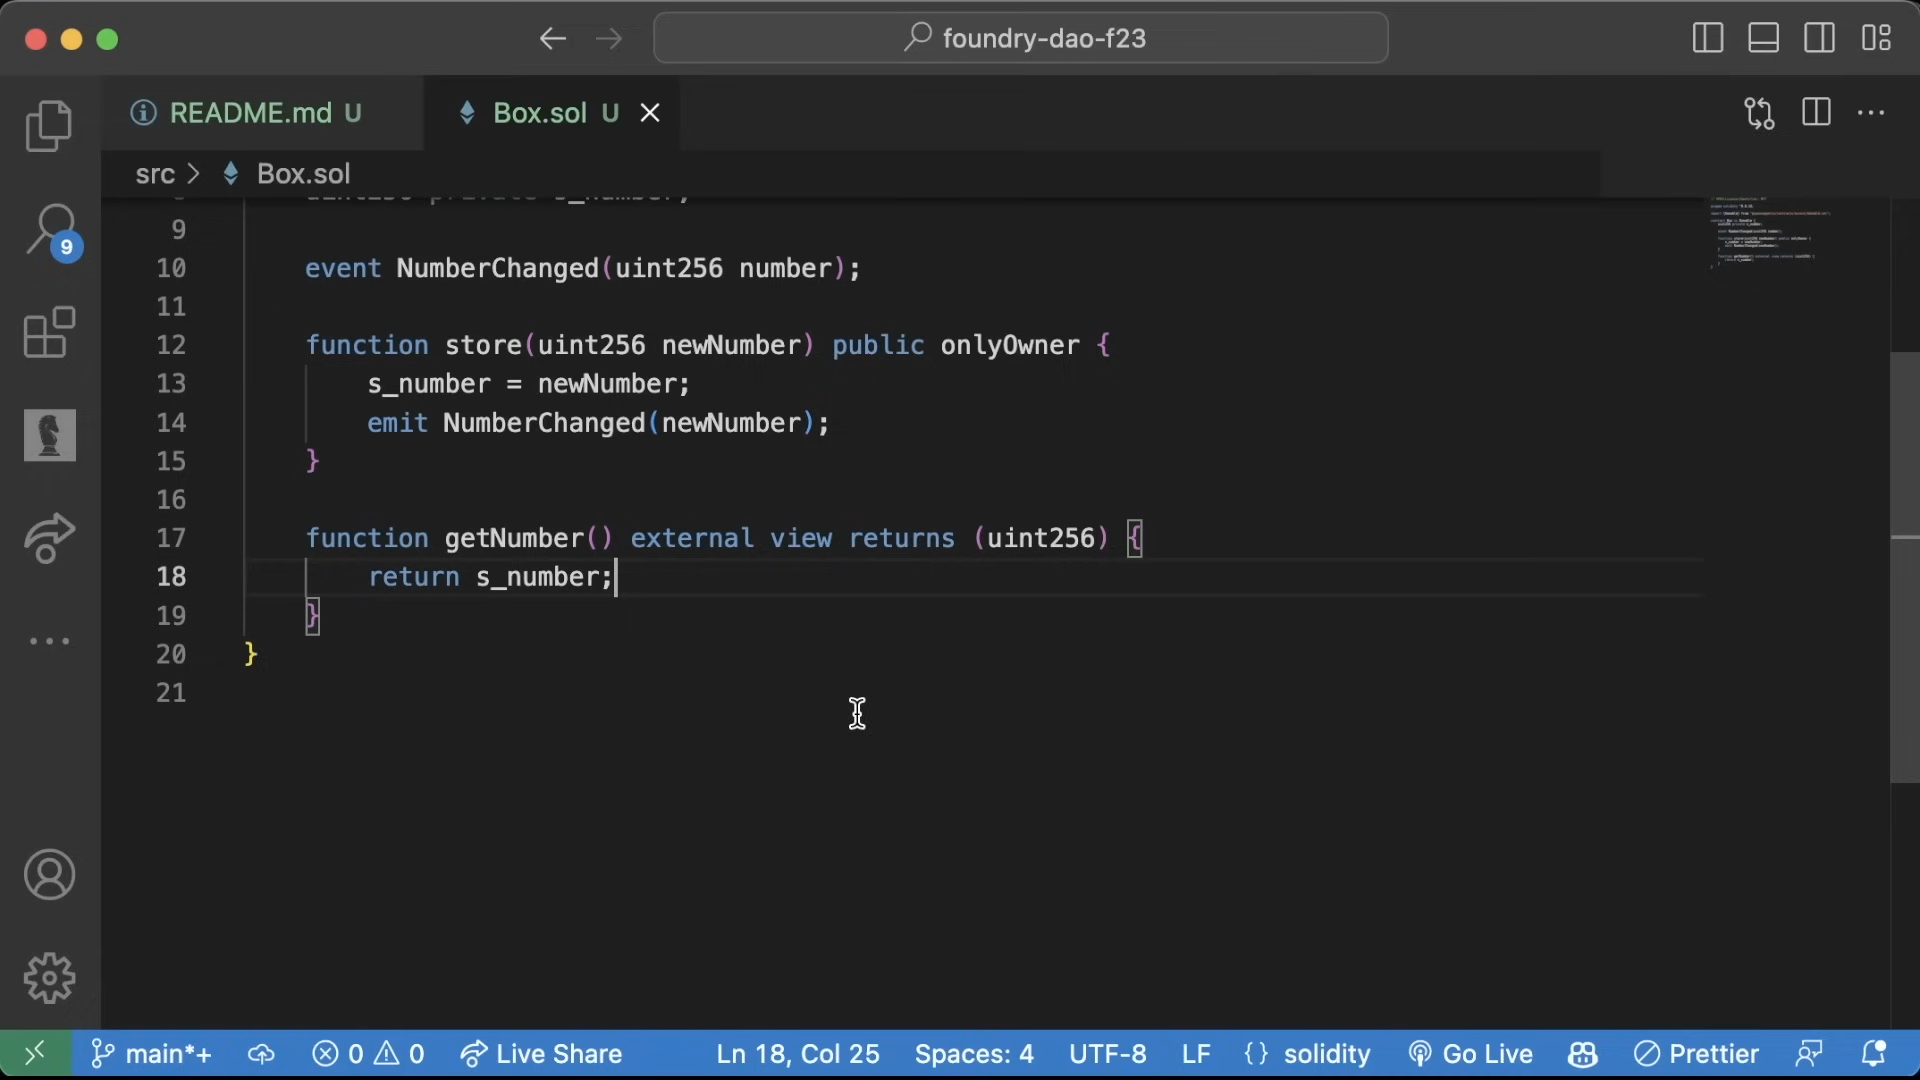 foundry-dao-f23
README.md U
Box.sol U
src > Box.sol
9
9
10 event NumberChanged(uint256 number);
11
12 function store(uint256 newNumber) public onlyOwner {
13 s_number = newNumber;
14 emit NumberChanged(newNumber);
15 }
16
17 function getNumber() external view returns (uint256) {
18 return s_number;
19 }
20 }
21
main*+ 0 0 Live Share Ln 18, Col 25 Spaces: 4 UTF-8 LF {} solidity Go Live Prettier